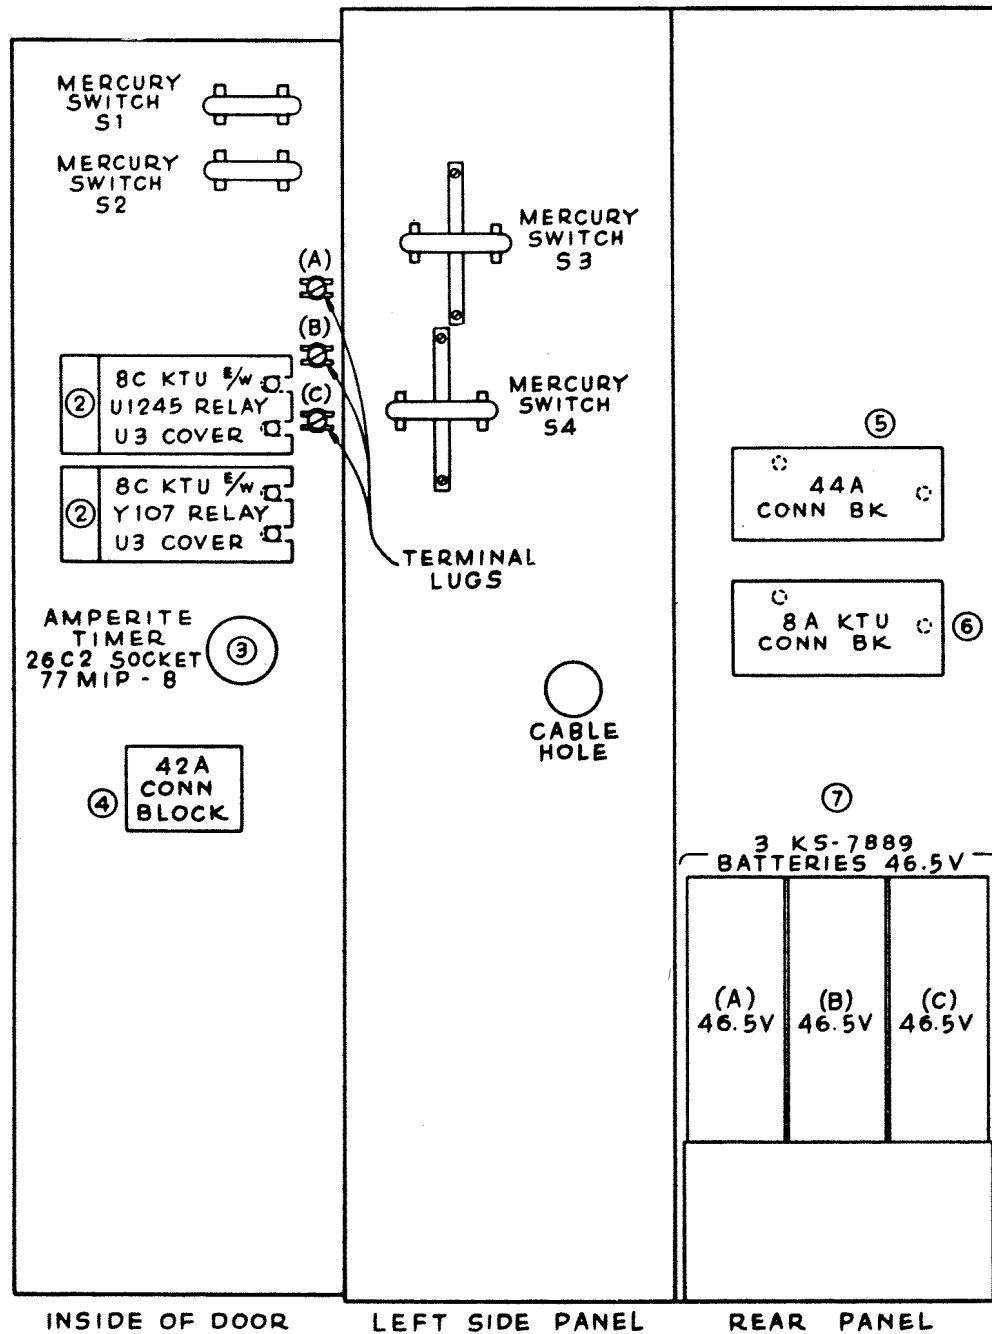 MERCURY
SWITCH
S1
MERCURY
SWITCH
S2
(A)
(B)
(C)
2
8C KTU E/W
U1245 RELAY
U3 COVER
2
8C KTU E/W
Y107 RELAY
U3 COVER
AMPERITE
TIMER
26C2 SOCKET
77 MIP - 8
3
4
42A
CONN
BLOCK
INSIDE OF DOOR
MERCURY
SWITCH
S3
MERCURY
SWITCH
S4
TERMINAL
LUGS
CABLE
HOLE
LEFT SIDE PANEL
5
44A
CONN BK
8A KTU
CONN BK
6
7
3 KS-7889
BATTERIES 46.5V
(A)
46.5V
(B)
46.5V
(C)
46.5V
REAR PANEL